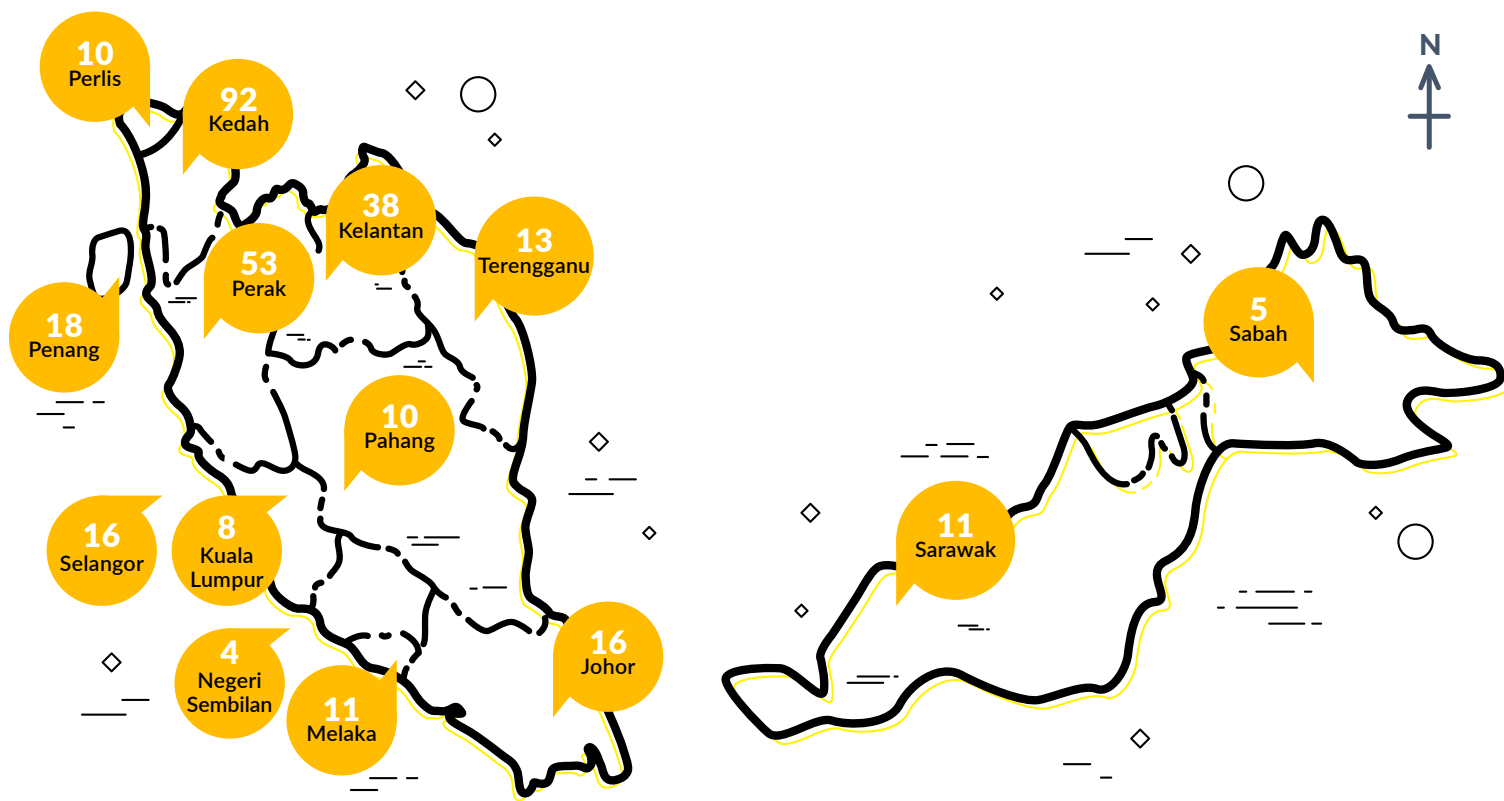 N
10
Perlis
92
Kedah
38
Kelantan
13
Terengganu
53
Perak
18
Penang
10
Pahang
16
Selangor
8
Kuala
Lumpur
4
Negeri
Sembilan
11
Melaka
16
Johor
5
Sabah
11
Sarawak